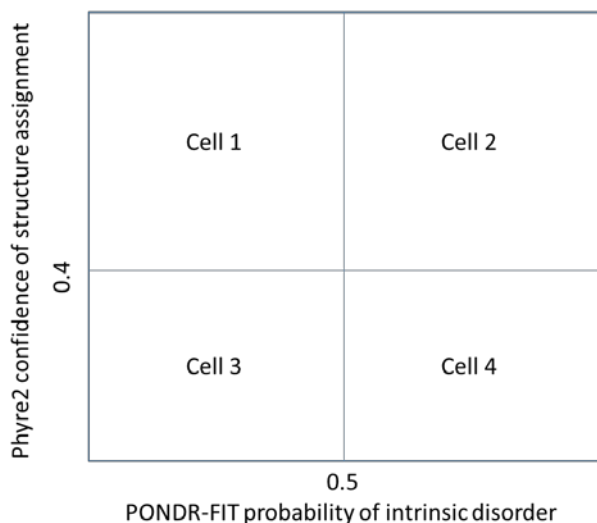 Phyre2 confidence of structure assignment
0.4
Cell 1
Cell 2
Cell 3
Cell 4
0.5
PONDR-FIT probability of intrinsic disorder